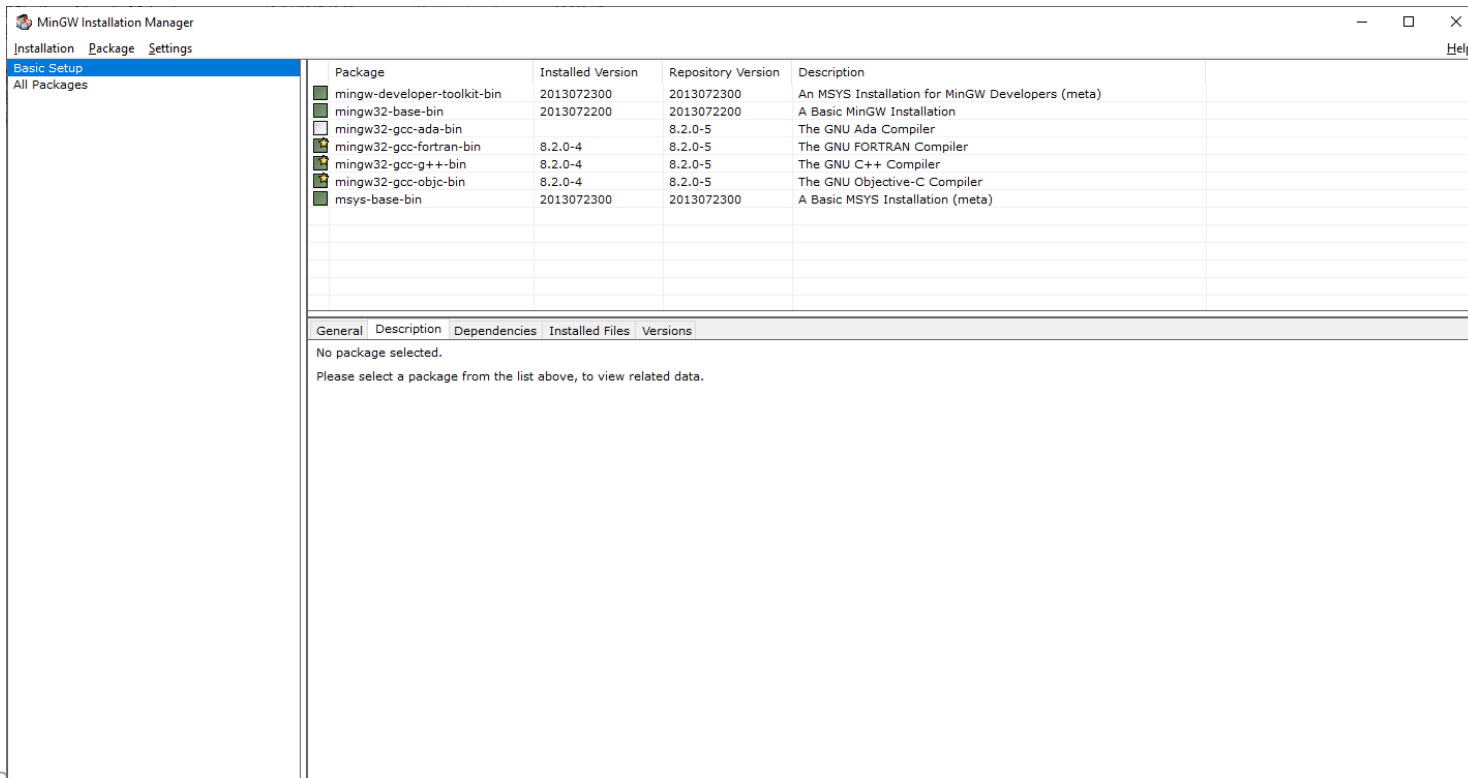 MinGW Installation Manager
Installation Package Settings Help
Basic Setup
All Packages
Package Installed Version Repository Version Description
mingw-developer-toolkit-bin 2013072300 2013072300 An MSYS Installation for MinGW Developers (meta)
mingw32-base-bin 2013072200 2013072200 A Basic MinGW Installation
mingw32-gcc-ada-bin 8.2.0-5 The GNU Ada Compiler
mingw32-gcc-fortran-bin 8.2.0-4 8.2.0-5 The GNU FORTRAN Compiler
mingw32-gcc-g++-bin 8.2.0-4 8.2.0-5 The GNU C++ Compiler
mingw32-gcc-objc-bin 8.2.0-4 8.2.0-5 The GNU Objective-C Compiler
msys-base-bin 2013072300 2013072300 A Basic MSYS Installation (meta)
General Description Dependencies Installed Files Versions
No package selected.
Please select a package from the list above, to view related data.